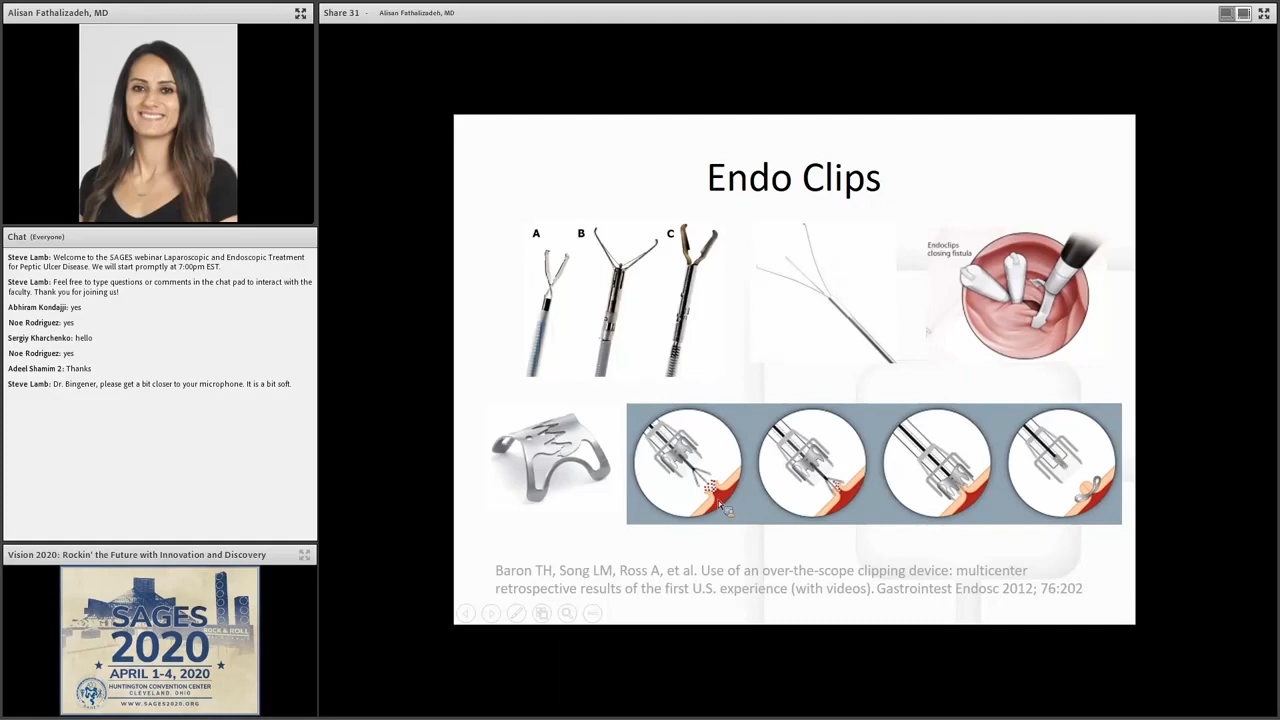 Alisan Fathalizadeh, MD
Share 31 - Alisan Fathalizadeh, MD
Chat (Everyone)
Steve Lamb: Welcome to the SAGES webinar Laparoscopic and Endoscopic Treatment
for Peptic Ulcer Disease. We will start promptly at 7:00pm EST.
Steve Lamb: Feel free to type questions or comments in the chat pad to interact with the
faculty. Thank you for joining us!
Abhiram Kondajji: yes
Noe Rodriguez: yes
Sergiy Kharchenko: hello
Noe Rodriguez: yes
Adeel Shamim 2: Thanks
Steve Lamb: Dr. Bingener, please get a bit closer to your microphone. It is a bit soft.
Vision 2020: Rockin' the Future with Innovation and Discovery
SAGES
ROCK & ROLL
2020
APRIL 1-4, 2020
HUNTINGTON CONVENTION CENTER
CLEVELAND, OHIO
WWW.SAGES2020.ORG
Endo Clips
A B C
Endoclips
closing fistula
Baron TH, Song LM, Ross A, et al. Use of an over-the-scope clipping device: multicenter
retrospective results of the first U.S. experience (with videos). Gastrointest Endosc 2012; 76:202